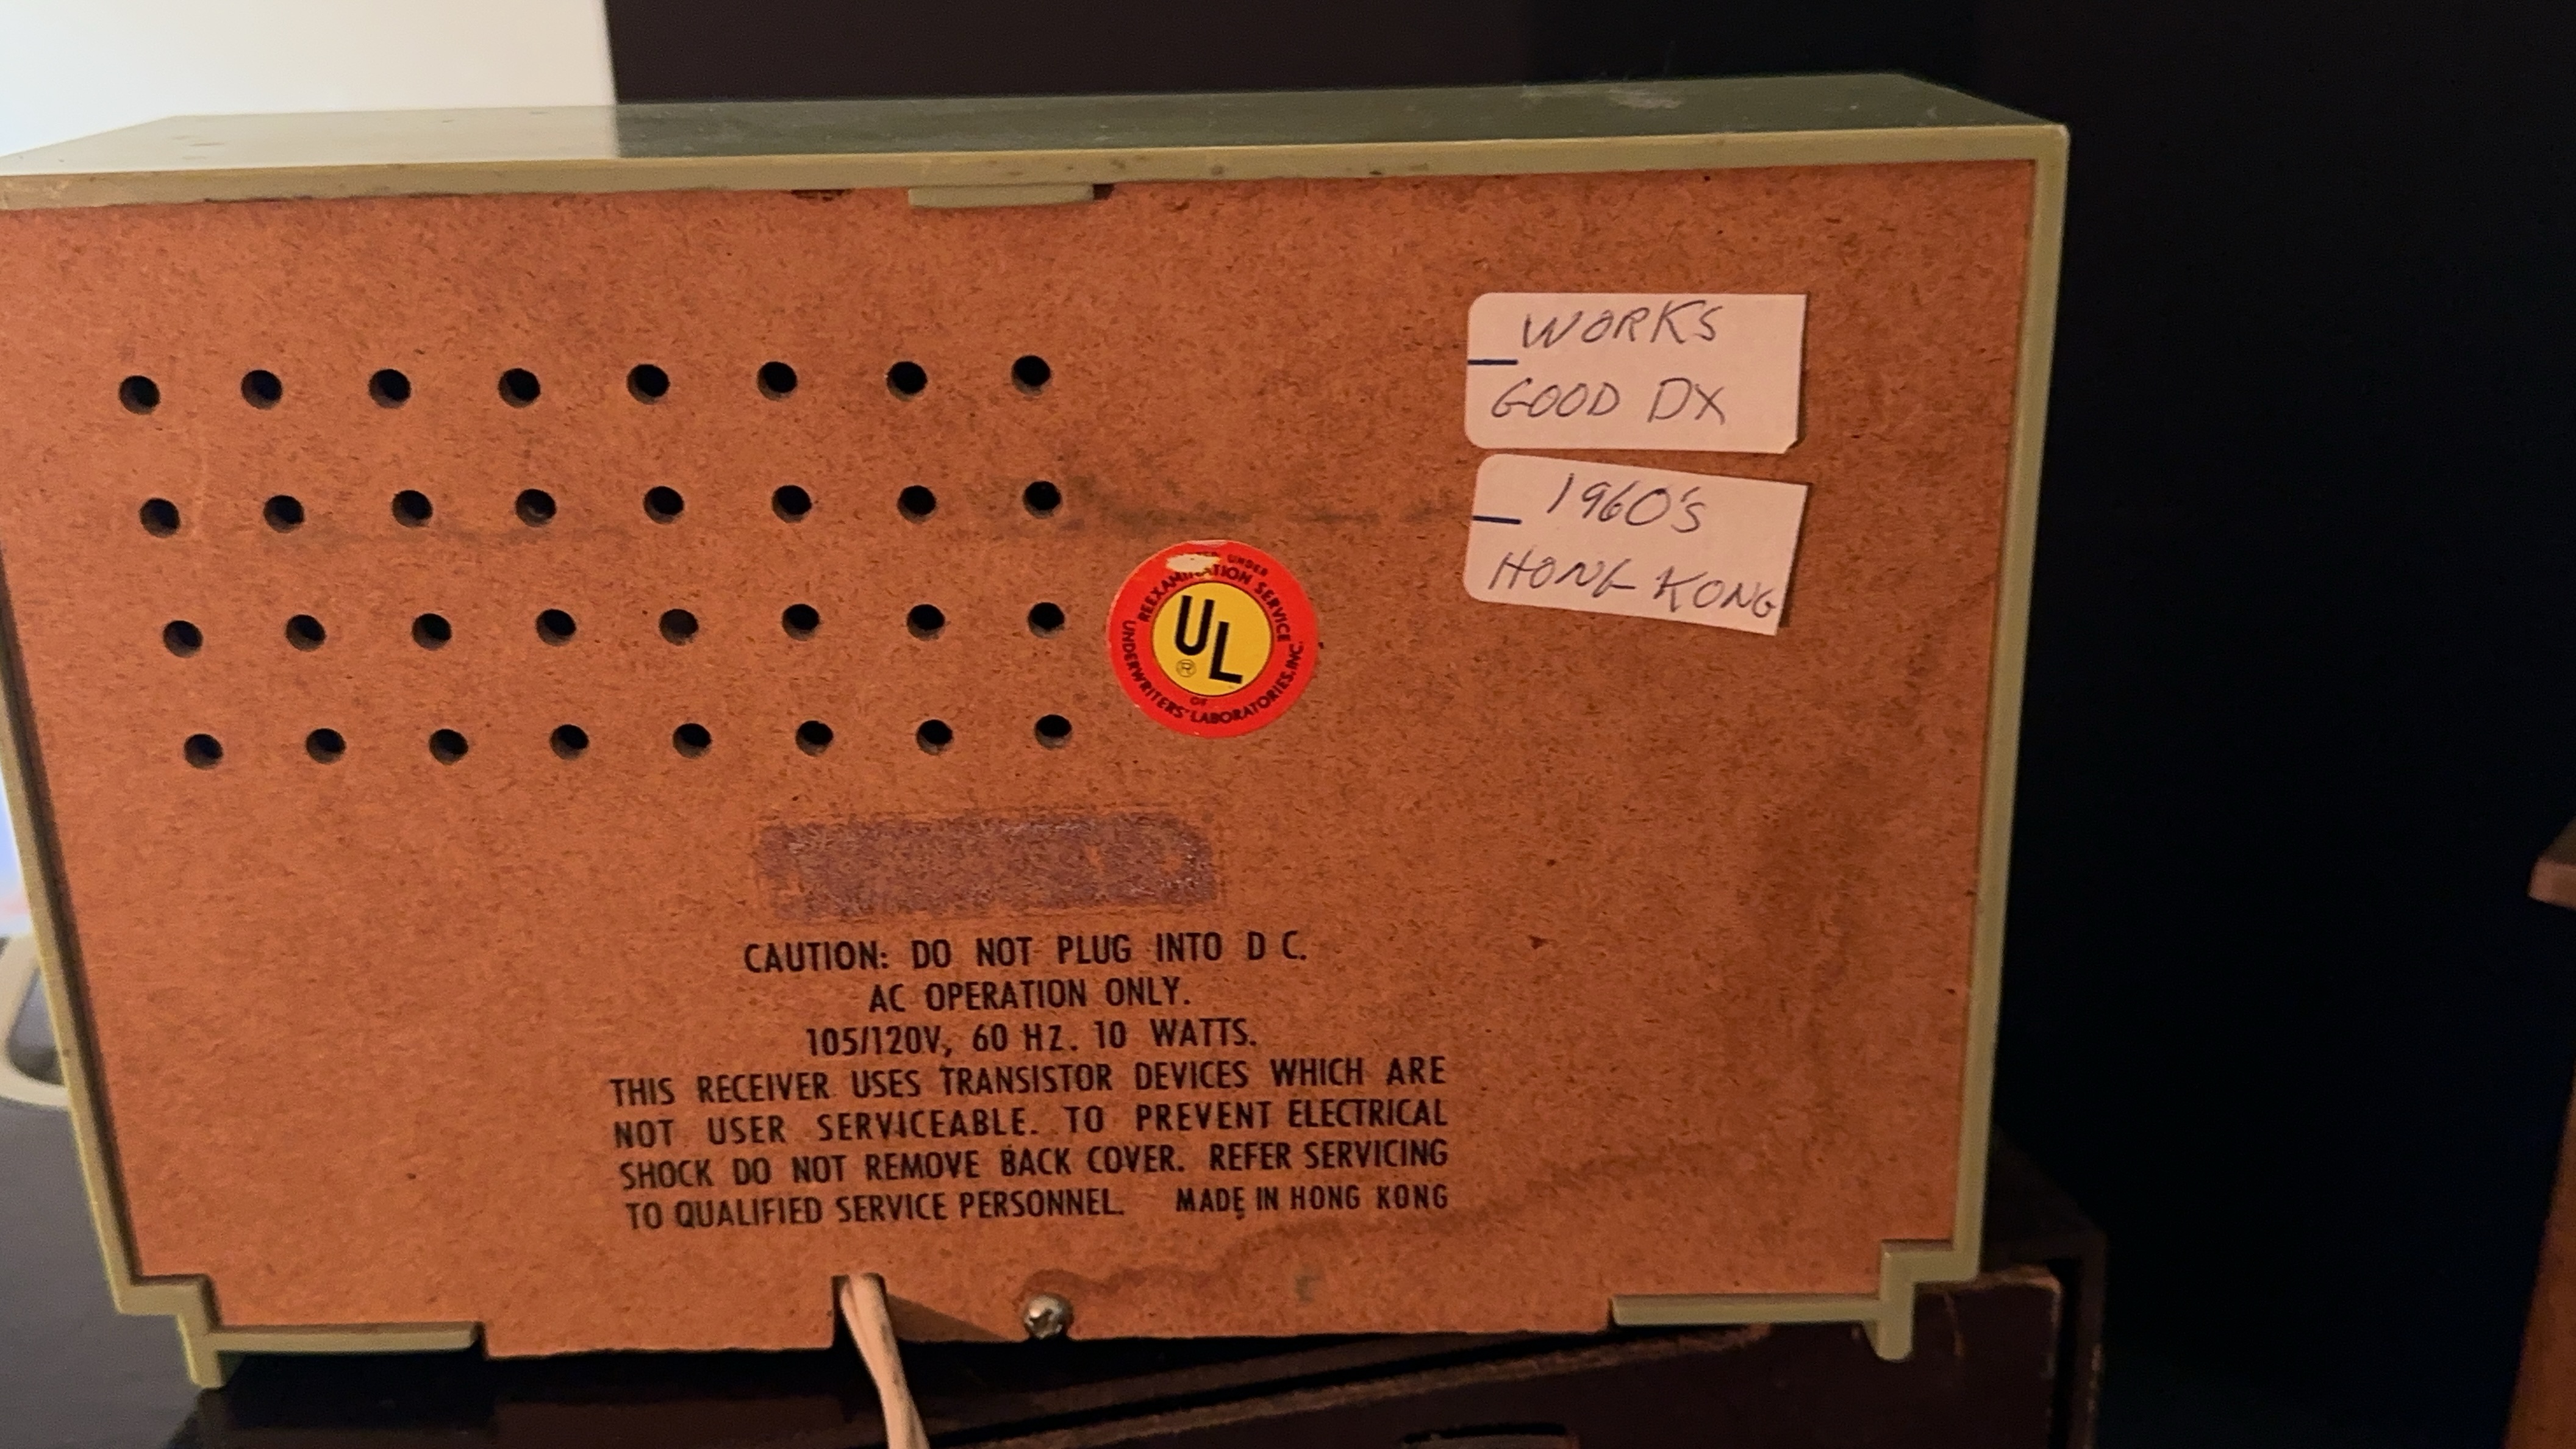 WORKS
GOOD DX
1960's
HONG KONG
UNDER
REEXAMINATION SERVICE
UL
®
OF
UNDERWRITERS' LABORATORIES, INC.
CAUTION: DO NOT PLUG INTO D C.
AC OPERATION ONLY.
105/120V, 60 HZ. 10 WATTS.
THIS RECEIVER USES TRANSISTOR DEVICES WHICH ARE
NOT USER SERVICEABLE. TO PREVENT ELECTRICAL
SHOCK DO NOT REMOVE BACK COVER. REFER SERVICING
TO QUALIFIED SERVICE PERSONNEL. MADE IN HONG KONG